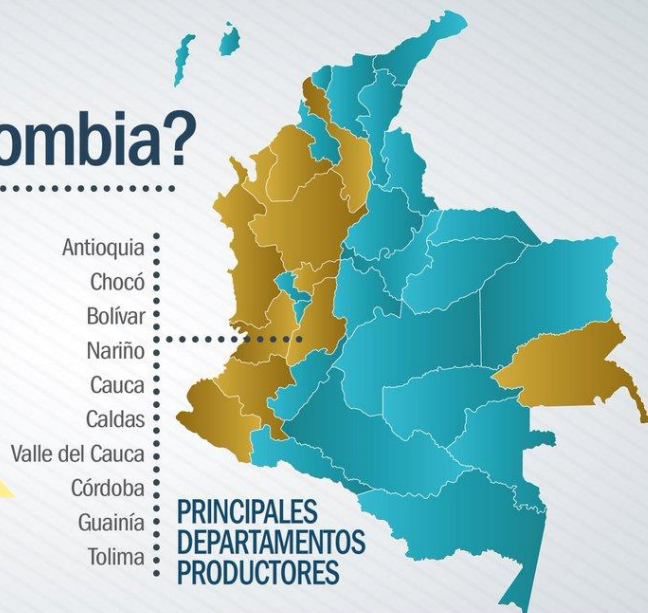 ombia?
Antioquia
Chocó
Bolívar
Nariño
Cauca
Caldas
Valle del Cauca
Córdoba
Guainía
Tolima
PRINCIPALES
DEPARTAMENTOS
PRODUCTORES